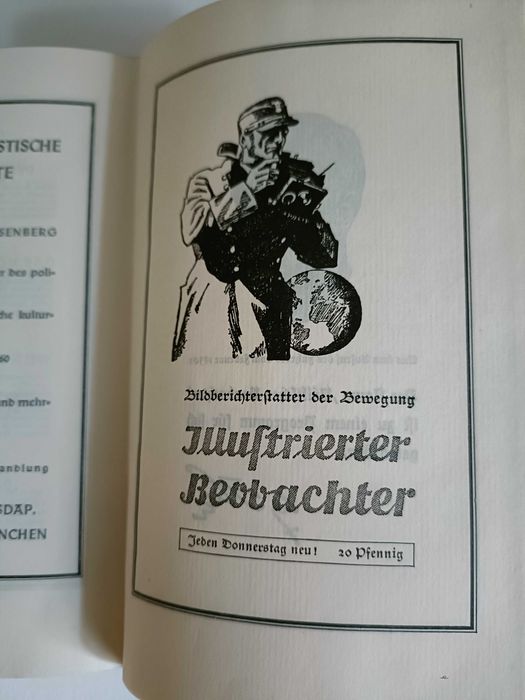 STISCHE
TE
SENBERG
r des poli-
che kultur-
60
und mehr-
andlung
SDAP.
NCHEN
Bildberichterstatter der Bewegung
Illustrierter
Beobachter
Jeden Donnerstag neu! 20 Pfennig